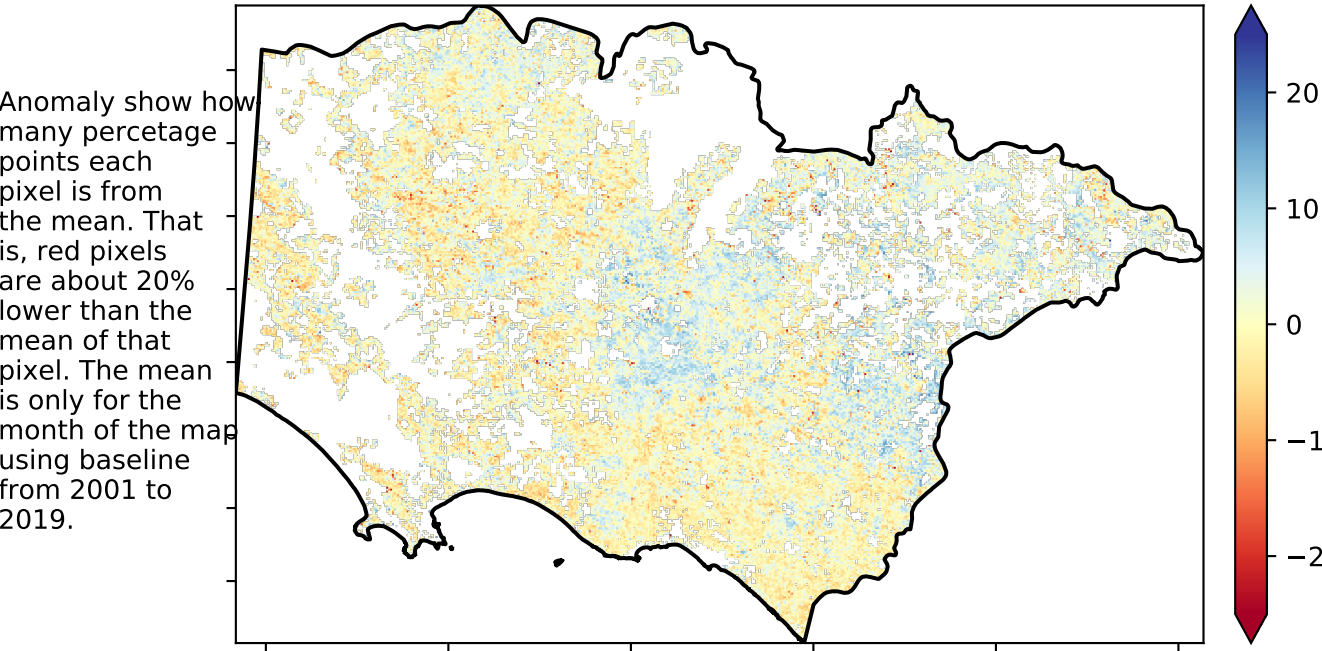 Anomaly show how
many percetage
points each
pixel is from
the mean. That
is, red pixels
are about 20%
lower than the
mean of that
pixel. The mean
is only for the
month of the map
using baseline
from 2001 to
2019.
20
10
0
−1
−2